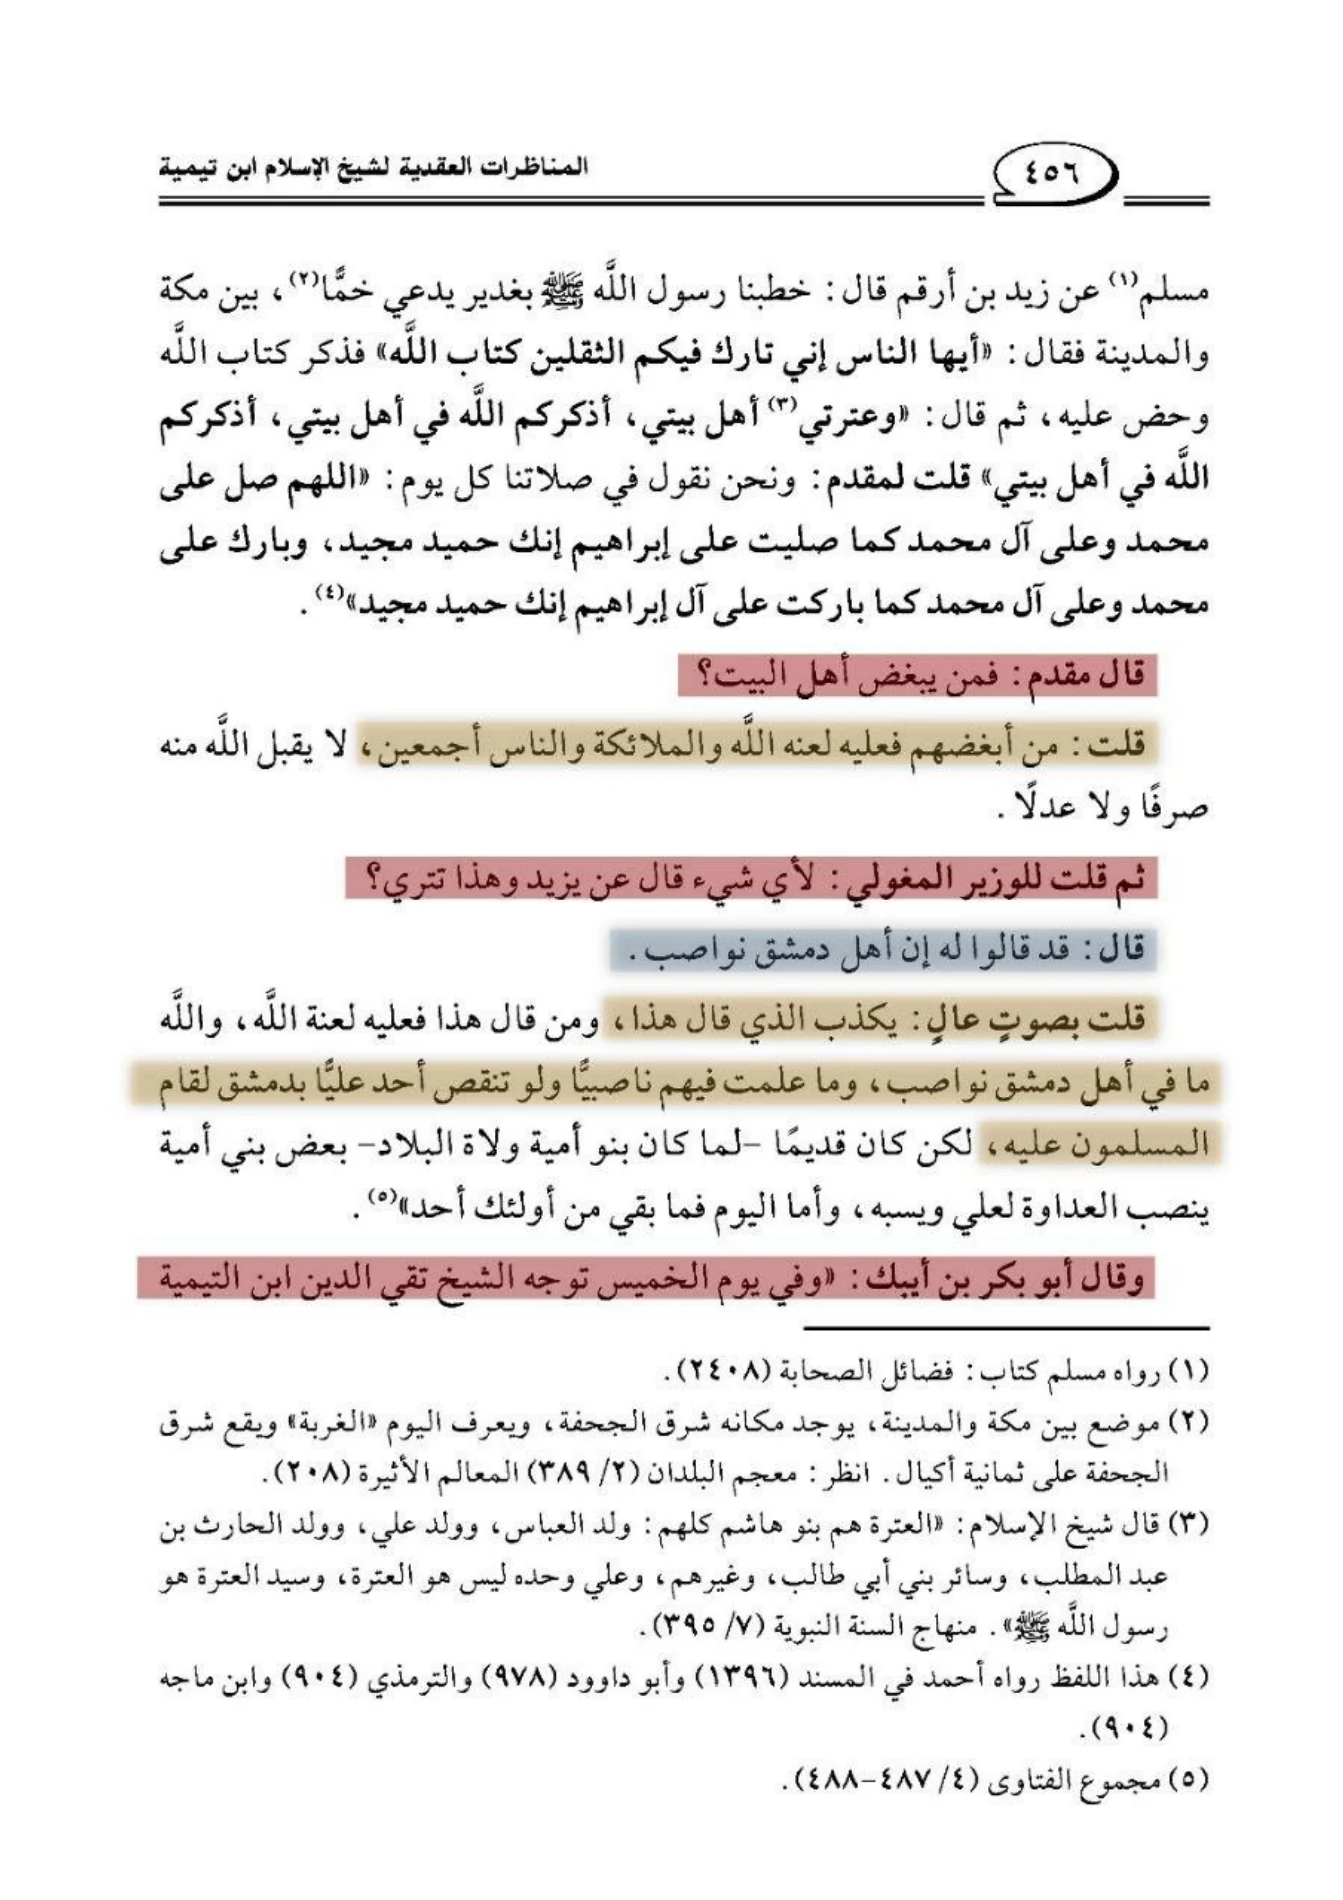 المناظرات العقدية لشيخ الإسلام ابن تيمية
٤٥٦
مسلم(١) عن زيد بن أرقم قال: خطبنا رسول اللَّه ﷺ بغدير يدعي خمًّا(٢)، بين مكة
والمدينة فقال: «أيها الناس إني تارك فيكم الثقلين كتاب اللَّه» فذكر كتاب اللَّه
وحض عليه، ثم قال: «وعترتي(٣) أهل بيتي، أذكركم اللَّه في أهل بيتي، أذكركم
اللَّه في أهل بيتي» قلت لمقدم: ونحن نقول في صلاتنا كل يوم: «اللهم صل على
محمد وعلى آل محمد كما صليت على إبراهيم إنك حميد مجيد، وبارك على
محمد وعلى آل محمد كما باركت على آل إبراهيم إنك حميد مجيد»(٤).
قال مقدم: فمن يبغض أهل البيت؟
قلت: من أبغضهم فعليه لعنه اللَّه والملائكة والناس أجمعين، لا يقبل اللَّه منه
صرفًا ولا عدلًا.
ثم قلت للوزير المغولي: لأي شيء قال عن يزيد وهذا تتري؟
قال: قد قالوا له إن أهل دمشق نواصب.
قلت بصوتٍ عالٍ: يكذب الذي قال هذا، ومن قال هذا فعليه لعنة اللَّه، واللَّه
ما في أهل دمشق نواصب، وما علمت فيهم ناصبيًّا ولو تنقص أحد عليًّا بدمشق لقام
المسلمون عليه، لكن كان قديمًا -لما كان بنو أمية ولاة البلاد- بعض بني أمية
ينصب العداوة لعلي ويسبه، وأما اليوم فما بقي من أولئك أحد»(٥).
وقال أبو بكر بن أيبك: «وفي يوم الخميس توجه الشيخ تقي الدين ابن التيمية
(١) رواه مسلم كتاب: فضائل الصحابة (٢٤٠٨).
(٢) موضع بين مكة والمدينة، يوجد مكانه شرق الجحفة، ويعرف اليوم «الغربة» ويقع شرق
الجحفة على ثمانية أكيال. انظر: معجم البلدان (٢/ ٣٨٩) المعالم الأثيرة (٢٠٨).
(٣) قال شيخ الإسلام: «العترة هم بنو هاشم كلهم: ولد العباس، وولد علي، وولد الحارث بن
عبد المطلب، وسائر بني أبي طالب، وغيرهم، وعلي وحده ليس هو العترة، وسيد العترة هو
رسول اللَّه ﷺ». منهاج السنة النبوية (٧/ ٣٩٥).
(٤) هذا اللفظ رواه أحمد في المسند (١٣٩٦) وأبو داوود (٩٧٨) والترمذي (٩٠٤) وابن ماجه
(٩٠٤).
(٥) مجموع الفتاوى (٤/ ٤٨٧-٤٨٨).